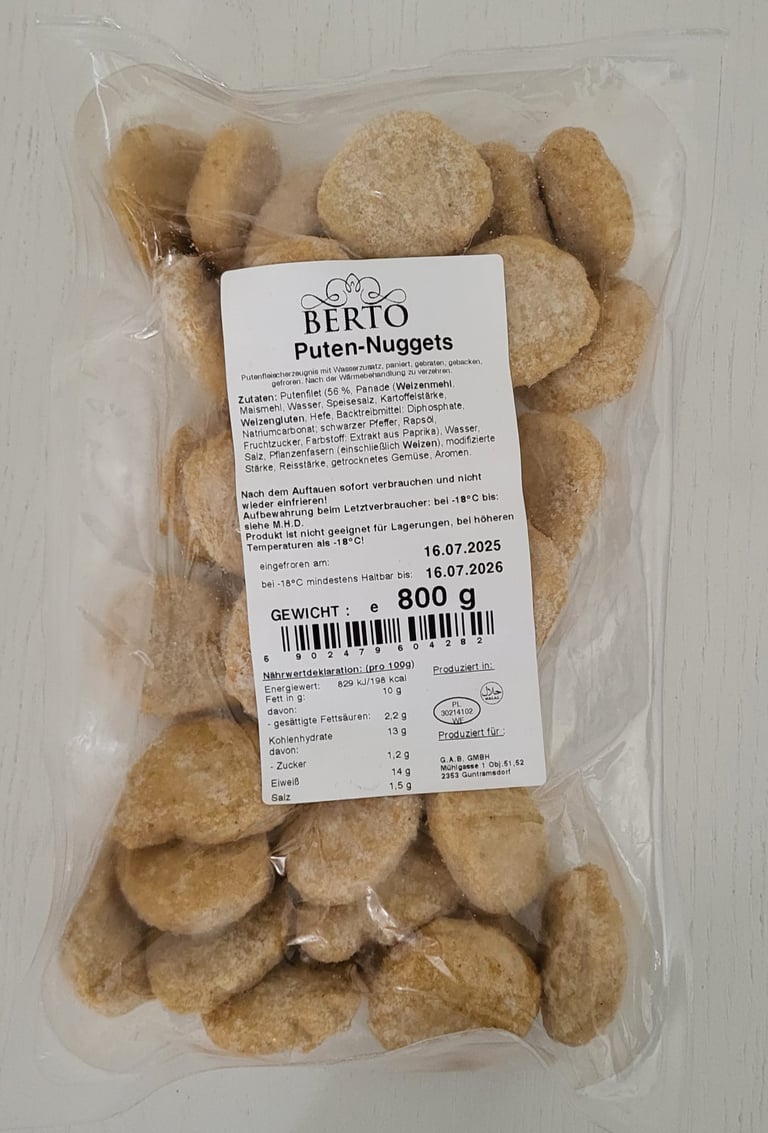 BERTO
Puten-Nuggets
Putenfleischerzeugnis mit Wasserzusatz, paniert, gebraten, gebacken,
gefroren. Nach der Wärmebehandlung zu verzehren.
Zutaten: Putenfilet (56 %, Panade (Weizenmehl,
Maismehl, Wasser, Speisesalz, Kartoffelstärke,
Weizengluten, Hefe, Backtreibmittel: Diphosphate,
Natriumcarbonat; schwarzer Pfeffer, Rapsöl,
Fruchtzucker, Farbstoff: Extrakt aus Paprika), Wasser,
Salz, Pflanzenfasern (einschließlich Weizen), modifizierte
Stärke, Reisstärke, getrocknetes Gemüse, Aromen.
Nach dem Auftauen sofort verbrauchen und nicht
wieder einfrieren!
Aufbewahrung beim Letztverbraucher: bei -18°C bis:
siehe M.H.D.
Produkt ist nicht geeignet für Lagerungen, bei höheren
Temperaturen als -18°C!
eingefroren am: 16.07.2025
bei -18°C mindestens Haltbar bis: 16.07.2026
GEWICHT : e 800 g
6 902479 604282
Nährwertdeklaration: (pro 100g)
Energiewert: 829 kJ/198 kcal
Fett in g: 10 g
davon:
- gesättigte Fettsäuren: 2,2 g
Kohlenhydrate 13 g
davon:
- Zucker 1,2 g
Eiweiß 14 g
Salz 1,5 g
Produziert in:
PL
30214102
WE
حلال
HALAL
Produziert für :
G.A.B. GMBH
Mühlgasse 1 Obj.51,52
2353 Guntramsdorf